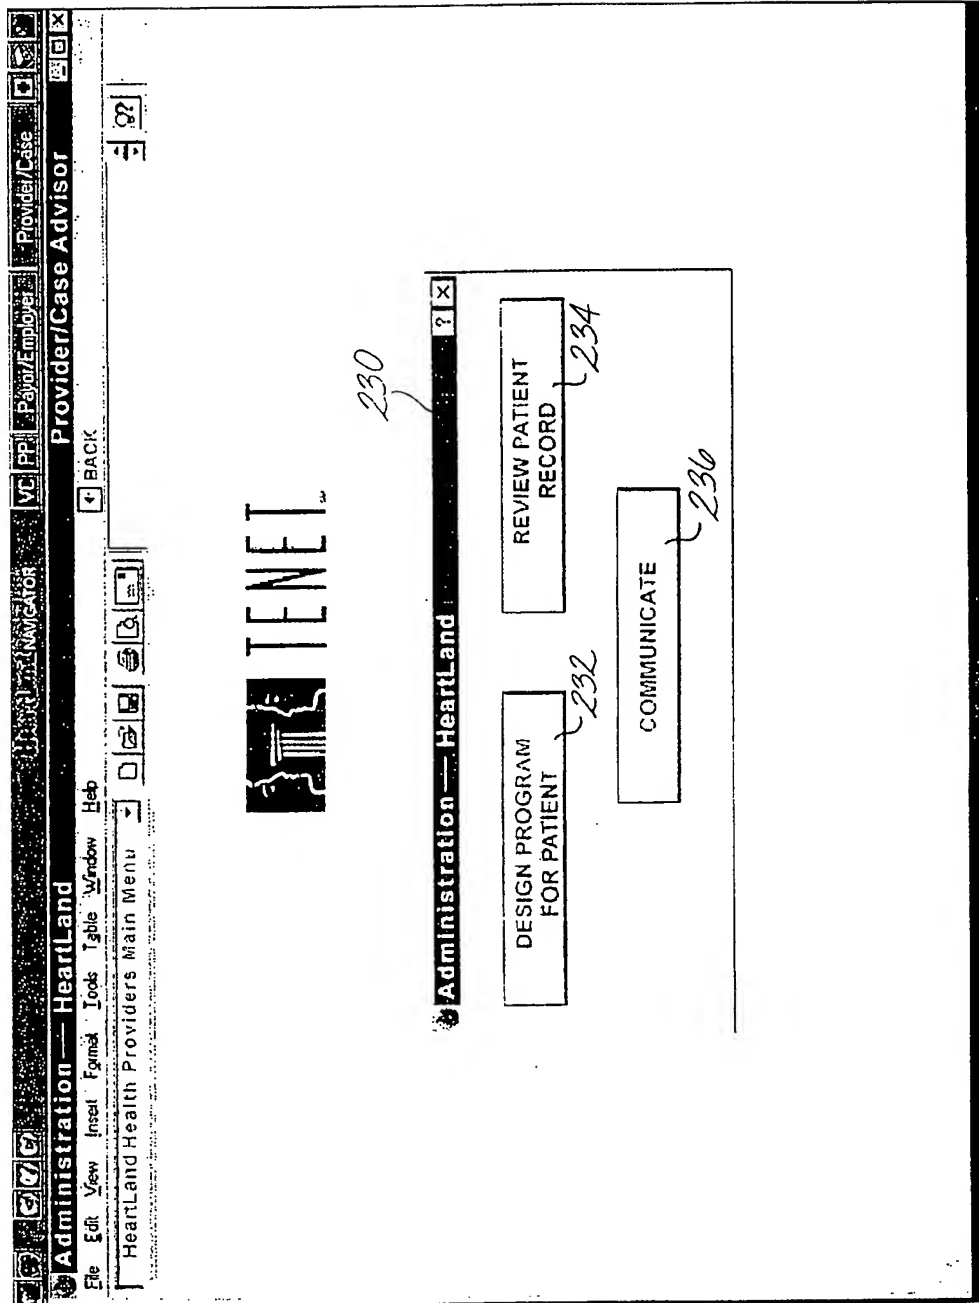 NAVIGATOR VC PP Payor/Employer Provider/Case
Administration — HeartLand Provider/Case Advisor
File Edit View Insert Format Tools Table Window Help BACK
HeartLand Health Providers Main Menu
TENET
230
Administration — HeartLand ? X
DESIGN PROGRAM
FOR PATIENT
232
REVIEW PATIENT
RECORD
234
COMMUNICATE
236